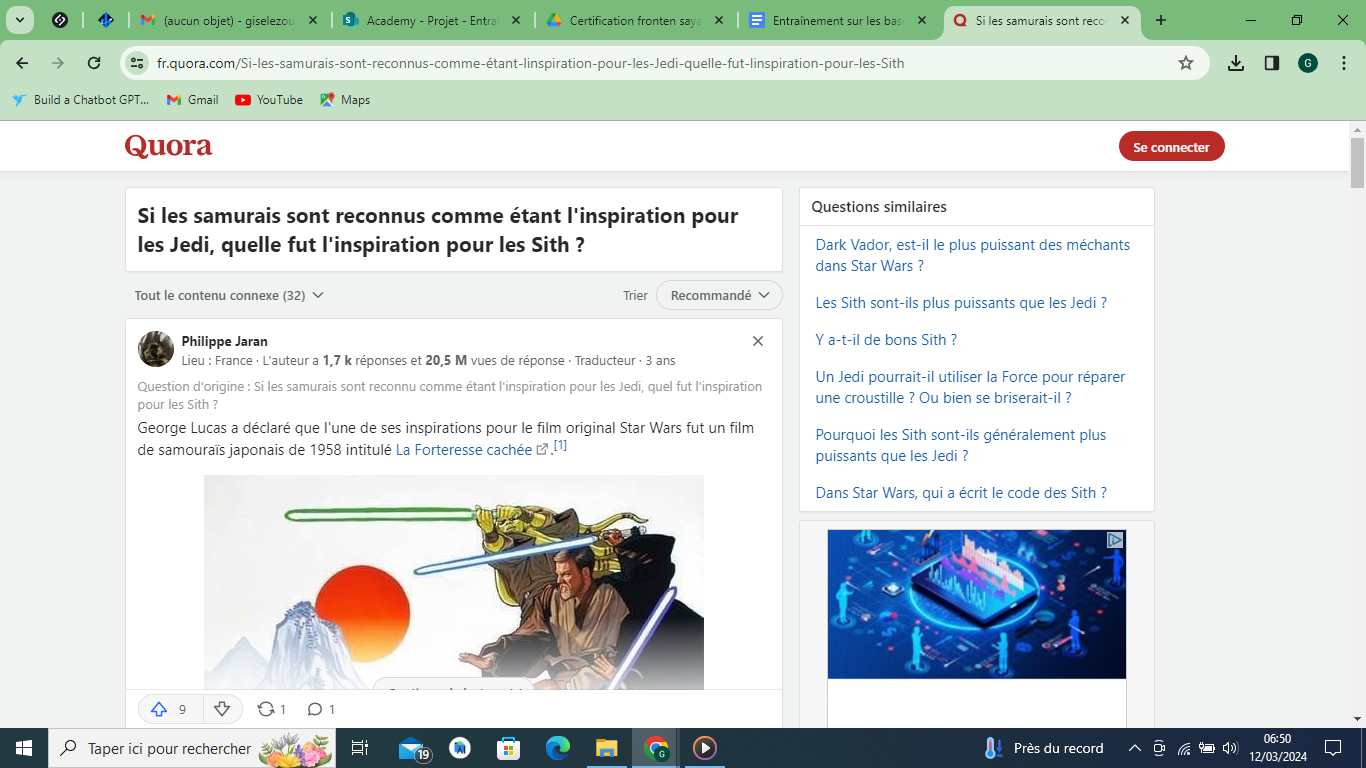 (aucun objet) - giselezou
Academy - Projet - Entra
Certification fronten saya
Entraînement sur les bas
Si les samurais sont reco
fr.quora.com/Si-les-samurais-sont-reconnus-comme-étant-linspiration-pour-les-Jedi-quelle-fut-linspiration-pour-les-Sith
G
Build a Chatbot GPT...
Gmail
YouTube
Maps
Quora
Se connecter
Si les samurais sont reconnus comme étant l'inspiration pour
les Jedi, quelle fut l'inspiration pour les Sith ?
Tout le contenu connexe (32)
Trier
Recommandé
Philippe Jaran
Lieu : France · L'auteur a 1,7 k réponses et 20,5 M vues de réponse · Traducteur · 3 ans
Question d'origine : Si les samurais sont reconnu comme étant l'inspiration pour les Jedi, quel fut l'inspiration
pour les Sith ?
George Lucas a déclaré que l'une de ses inspirations pour le film original Star Wars fut un film
de samouraïs japonais de 1958 intitulé La Forteresse cachée .[1]
9
1
1
Questions similaires
Dark Vador, est-il le plus puissant des méchants
dans Star Wars ?
Les Sith sont-ils plus puissants que les Jedi ?
Y a-t-il de bons Sith ?
Un Jedi pourrait-il utiliser la Force pour réparer
une croustille ? Ou bien se briserait-il ?
Pourquoi les Sith sont-ils généralement plus
puissants que les Jedi ?
Dans Star Wars, qui a écrit le code des Sith ?
Taper ici pour rechercher
19
G
Près du record
06:50
12/03/2024